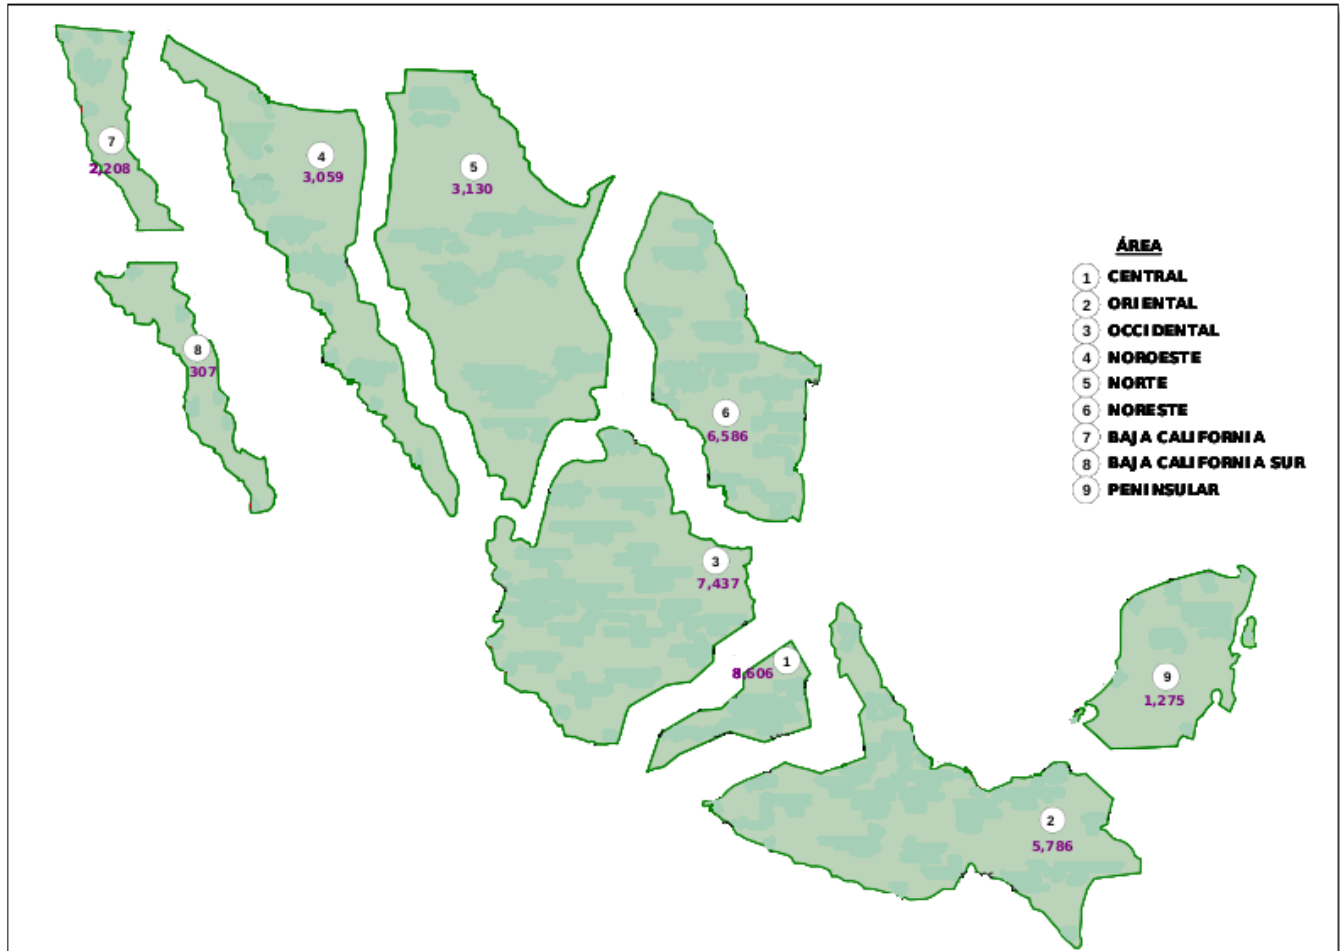 7
2,208
4
3,059
5
3,130
8
307
6
6,586
ÁREA
1 CENTRAL
2 ORIENTAL
3 OCCIDENTAL
4 NOROESTE
5 NORTE
6 NORESTE
7 BAJA CALIFORNIA
8 BAJA CALIFORNIA SUR
9 PENINSULAR
3
7,437
1
8,606
9
1,275
2
5,786